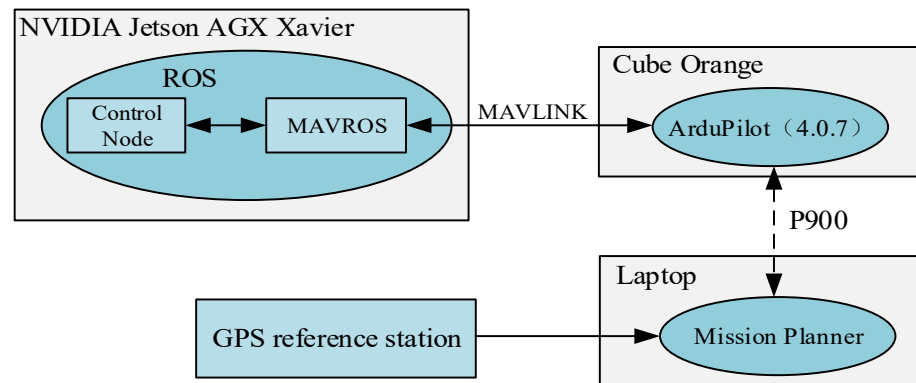 NVIDIA Jetson AGX Xavier
ROS
Control
Node
MAVROS
MAVLINK
Cube Orange
ArduPilot（4.0.7）
P900
Laptop
Mission Planner
GPS reference station